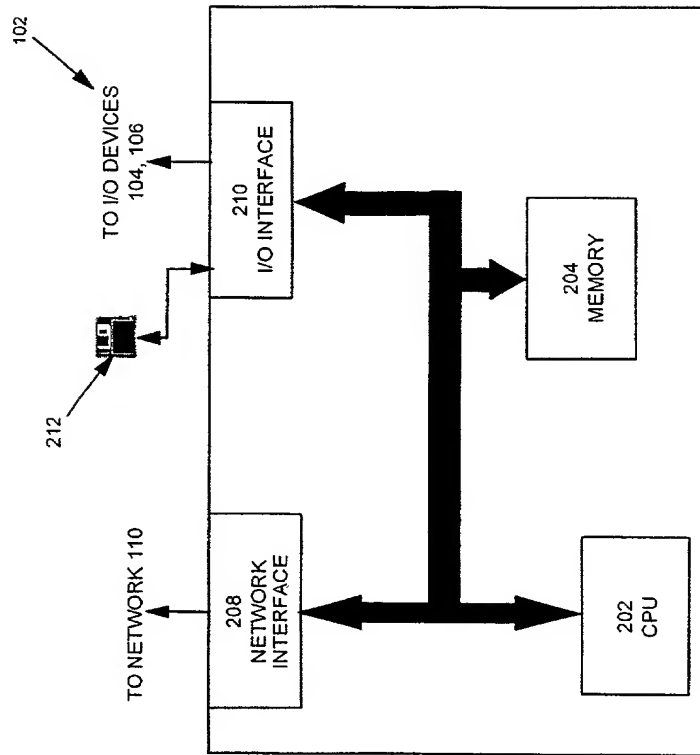 102
TO I/O DEVICES
104, 106
212
TO NETWORK 110
210
I/O INTERFACE
208
NETWORK
INTERFACE
204
MEMORY
202
CPU